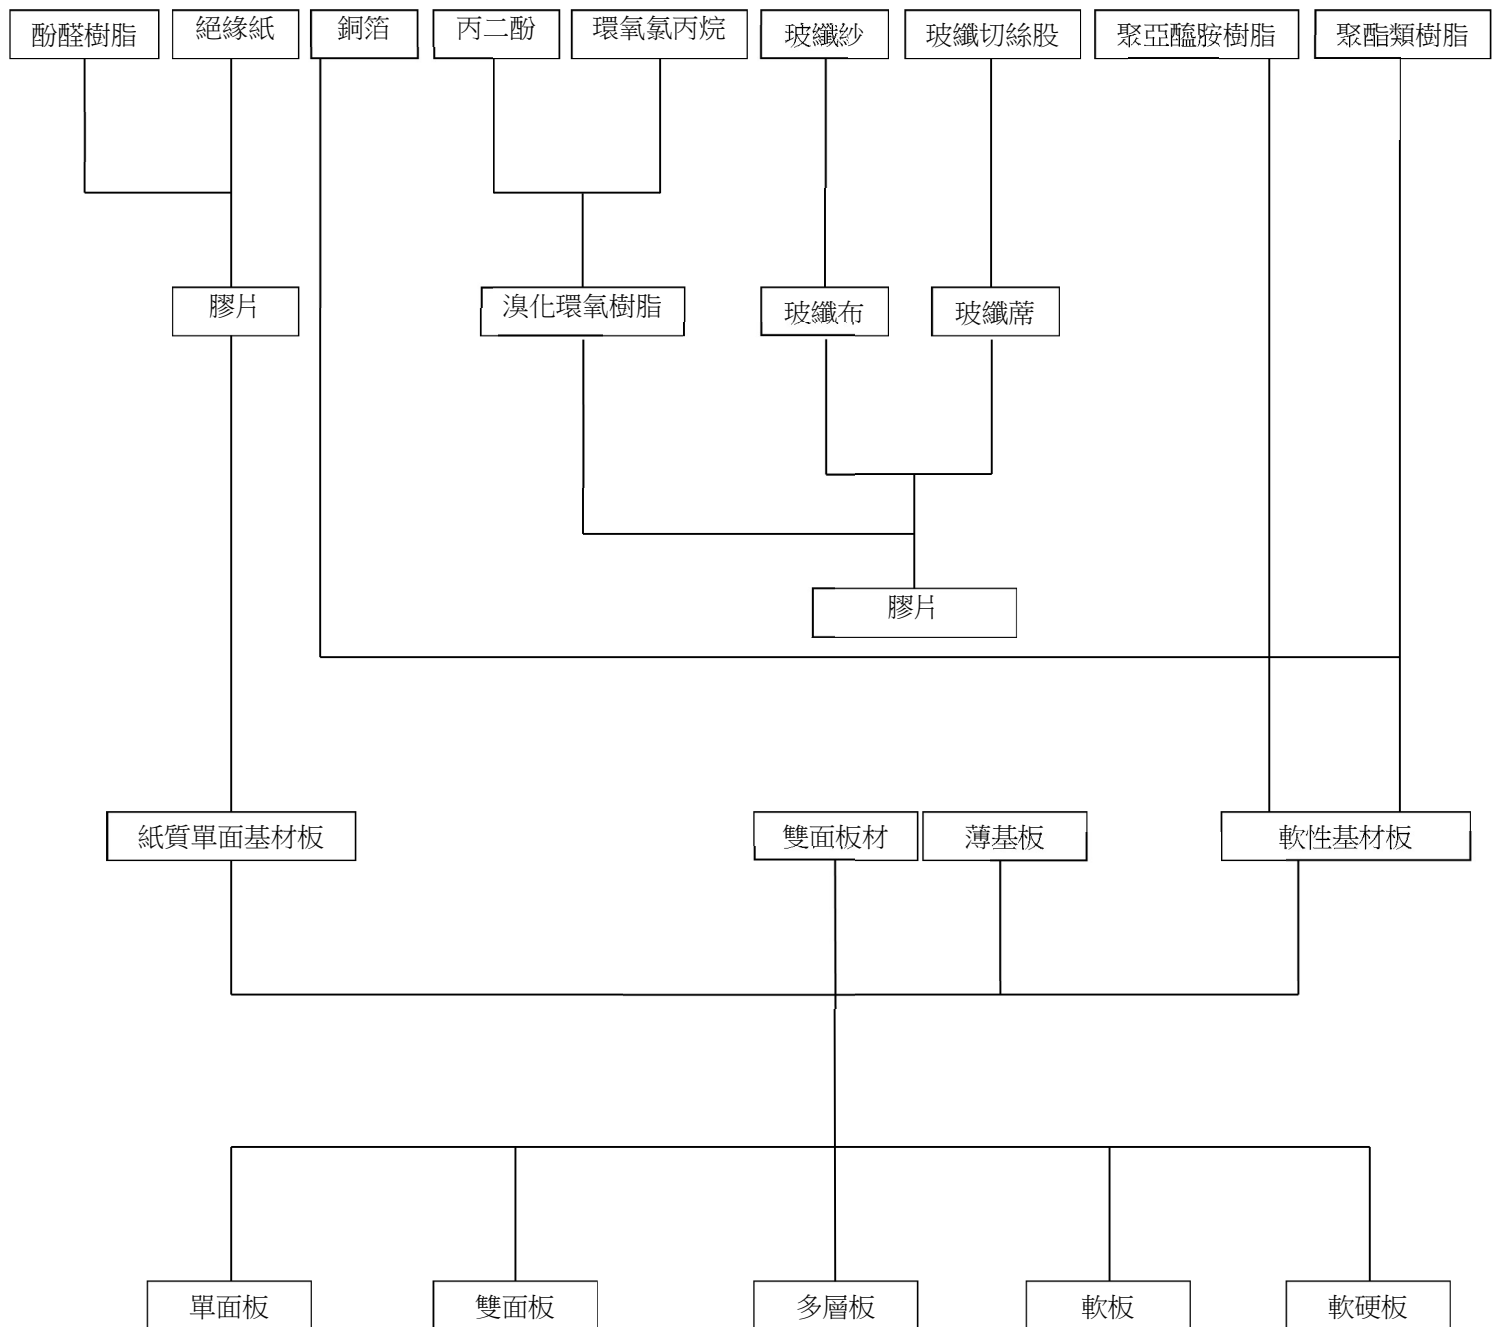 酚醛樹脂
絕緣紙
銅箔
丙二酚
環氧氯丙烷
玻纖紗
玻纖切絲股
聚亞醯胺樹脂
聚酯類樹脂
膠片
溴化環氧樹脂
玻纖布
玻纖蓆
膠片
紙質單面基材板
雙面板材
薄基板
軟性基材板
單面板
雙面板
多層板
軟板
軟硬板